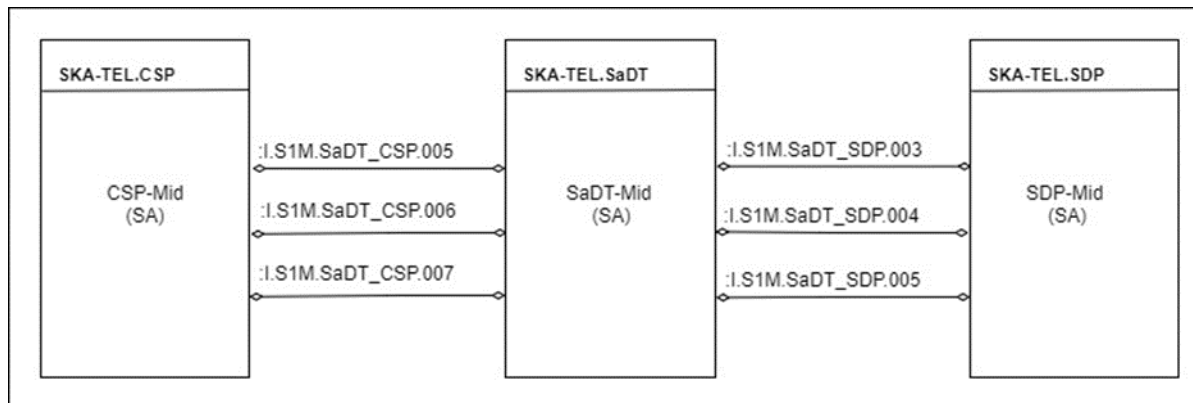 SKA-TEL.CSP
SKA-TEL.SaDT
SKA-TEL.SDP
:I.S1M.SaDT_CSP.005
:I.S1M.SaDT_SDP.003
CSP-Mid
(SA)
SaDT-Mid
(SA)
SDP-Mid
(SA)
:I.S1M.SaDT_CSP.006
:I.S1M.SaDT_SDP.004
:I.S1M.SaDT_CSP.007
:I.S1M.SaDT_SDP.005